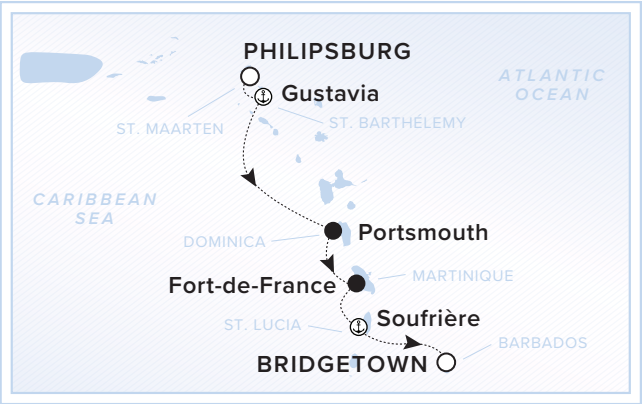 PHILIPSBURG
ATLANTIC
OCEAN
Gustavia
ST. MAARTEN
ST. BARTHÉLEMY
CARIBBEAN
SEA
Portsmouth
DOMINICA
MARTINIQUE
Fort-de-France
Soufrière
ST. LUCIA
BARBADOS
BRIDGETOWN